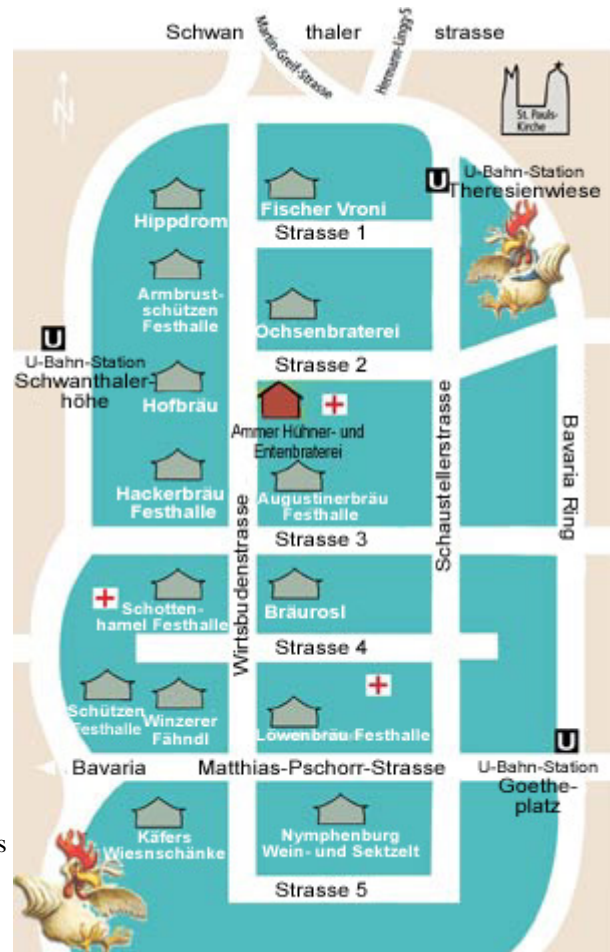 Schwan thaler strasse
Martin-Greif-Strasse
Hermann-Lingg-S
N
St. Pauls-
Kirche
U
U-Bahn-Station
Theresienwiese
Hippdrom
Fischer Vroni
Strasse 1
Armbrust-
schützen
Festhalle
Ochsenbraterei
U
U-Bahn-Station
Schwanthaler-
höhe
Strasse 2
Hofbräu
Ammer Hühner- und
Entenbraterei
Hackerbräu
Festhalle
Augustinerbräu
Festhalle
Wirtsbudenstrasse
Schaustellerstrasse
Bavaria Ring
Strasse 3
Schotten-
hamel Festhalle
Bräurosl
Strasse 4
Schützen
Festhalle
Winzerer
Fähndl
Löwenbräu Festhalle
U
Bavaria
Matthias-Pschorr-Strasse
U-Bahn-Station
Goethe-
platz
Käfers
Wiesnschänke
Nymphenburg
Wein- und Sektzelt
Strasse 5
s